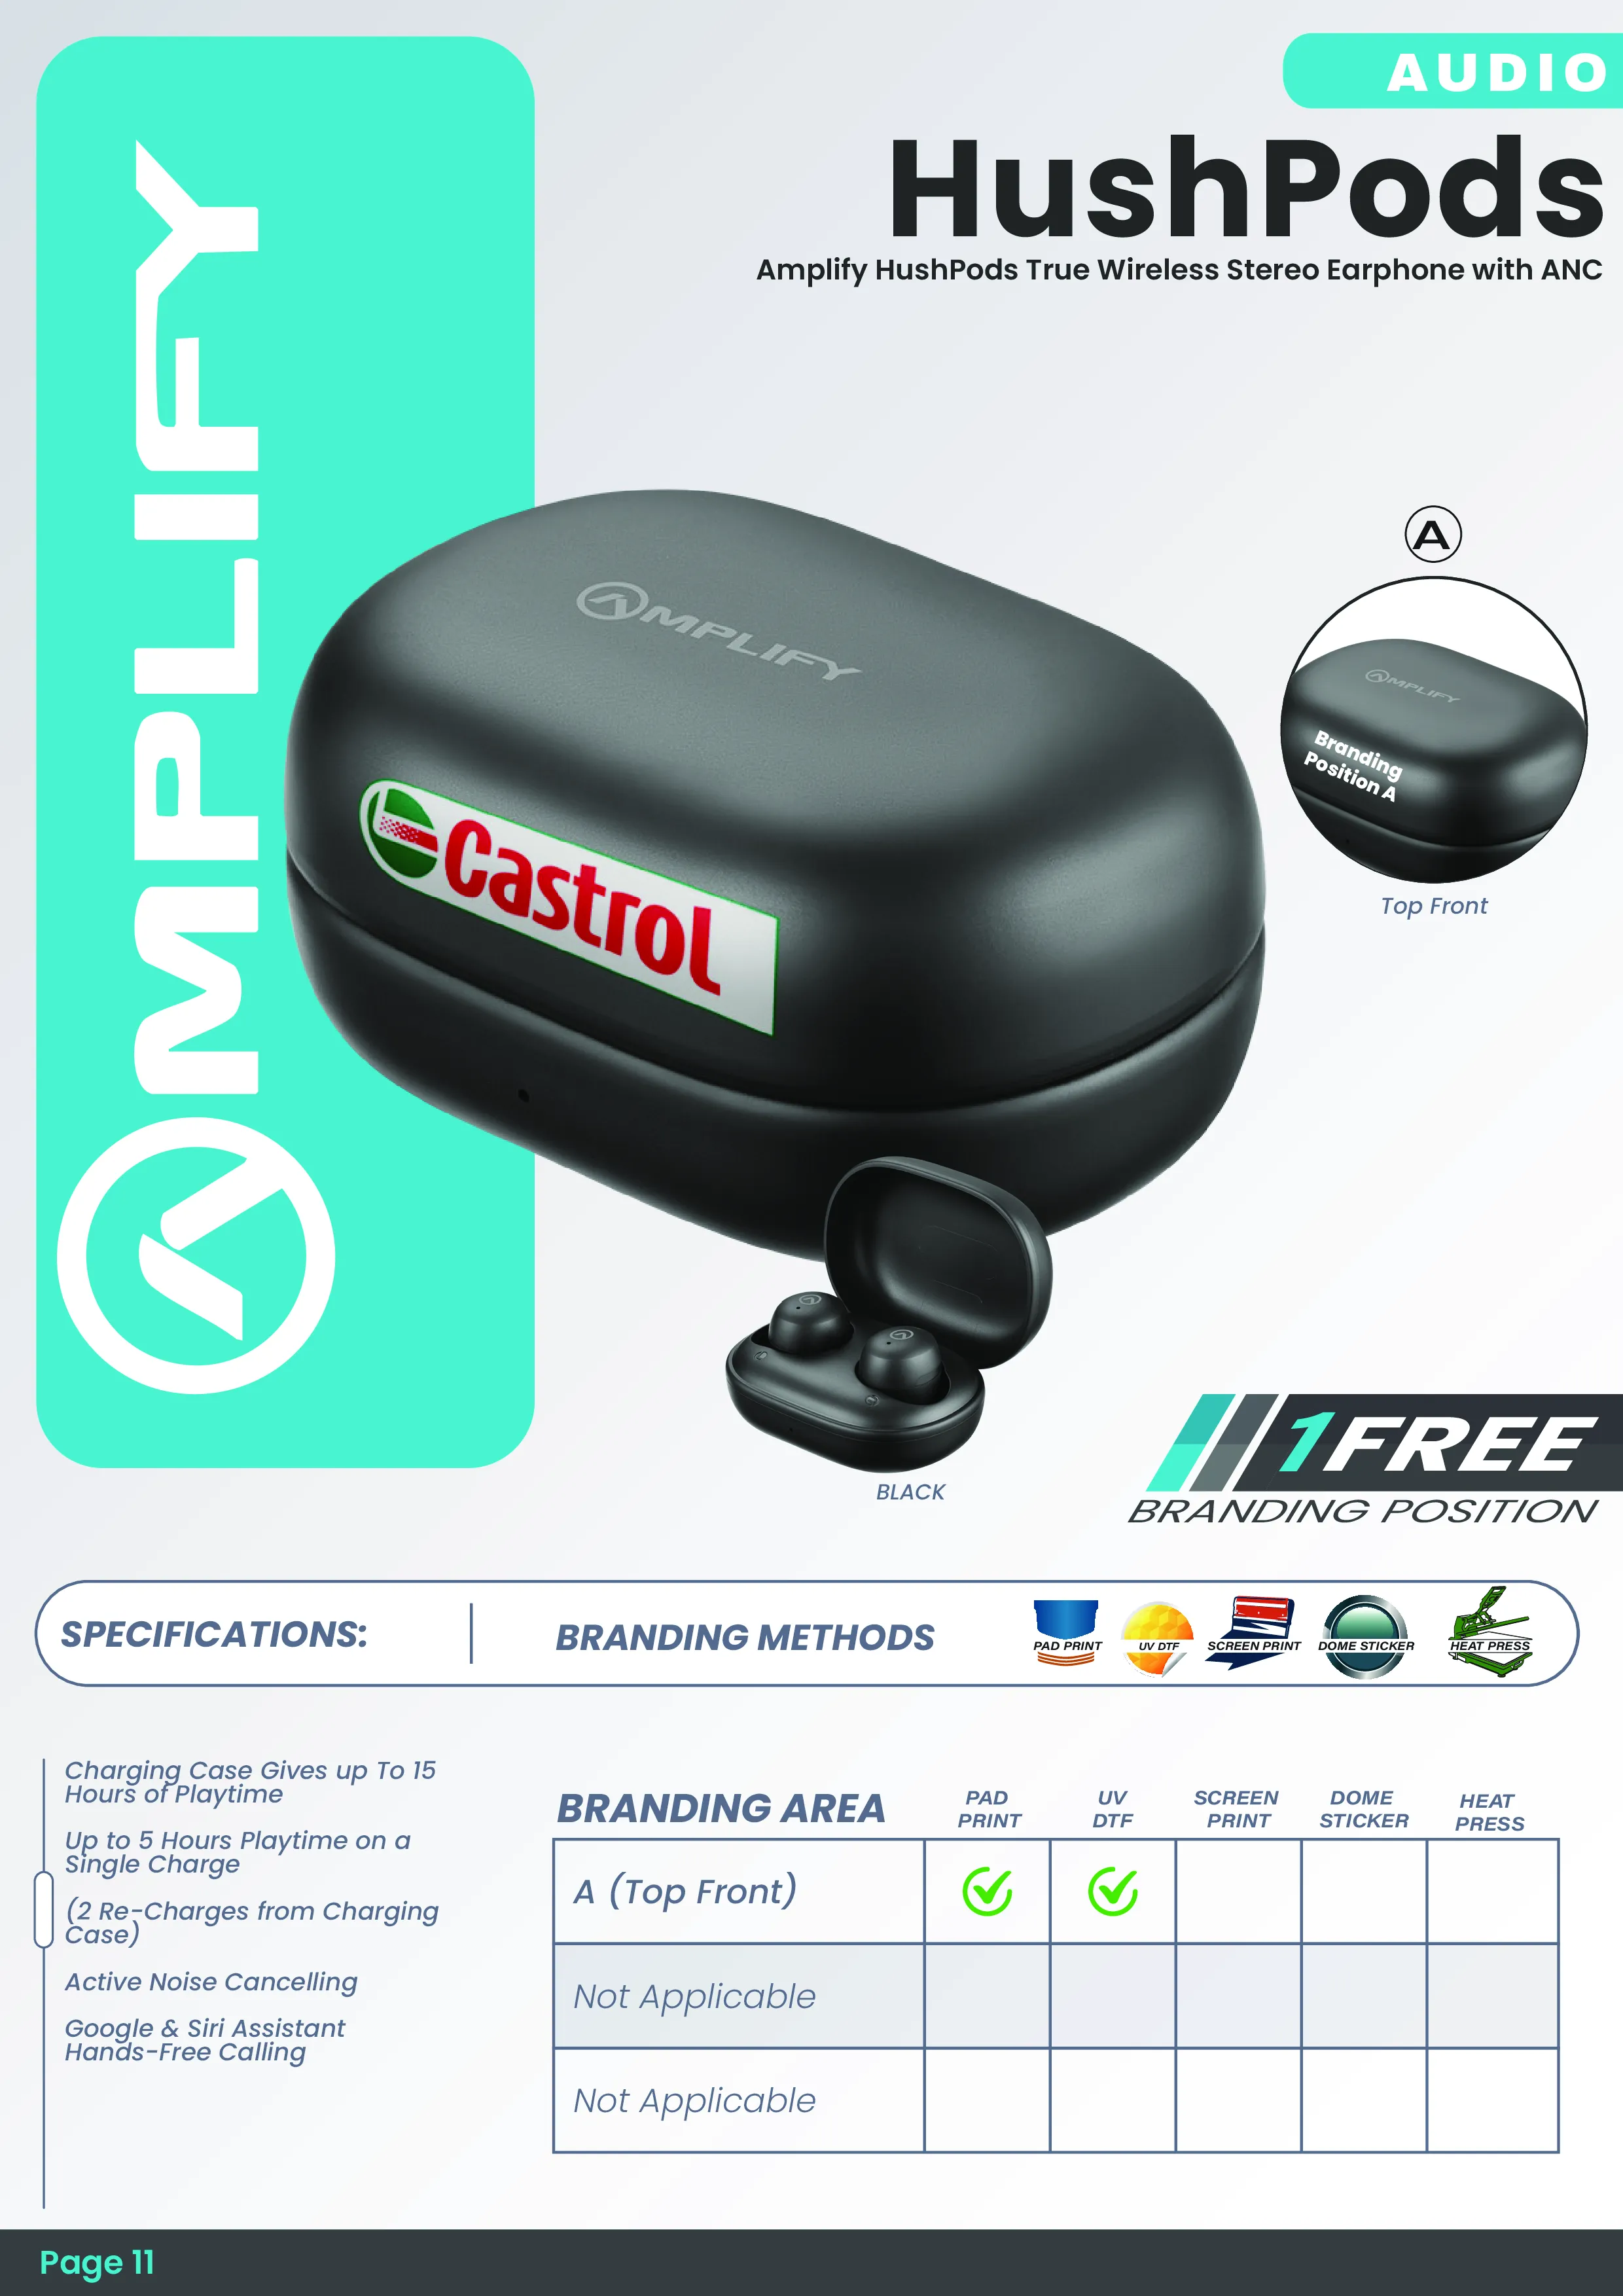 AUDIO
HushPods
Amplify HushPods True Wireless Stereo Earphone with ANC
AMPLIFY
AMPLIFY
Castrol
A
AMPLIFY
Branding
Position A
Top Front
BLACK
1FREE
BRANDING POSITION
SPECIFICATIONS:
BRANDING METHODS
PAD PRINT
UV DTF
SCREEN PRINT
DOME STICKER
HEAT PRESS
Charging Case Gives up To 15
Hours of Playtime
Up to 5 Hours Playtime on a
Single Charge
(2 Re-Charges from Charging
Case)
Active Noise Cancelling
Google & Siri Assistant
Hands-Free Calling
BRANDING AREA
PAD PRINT
UV DTF
SCREEN PRINT
DOME STICKER
HEAT PRESS
A (Top Front)
Not Applicable
Not Applicable
Page 11